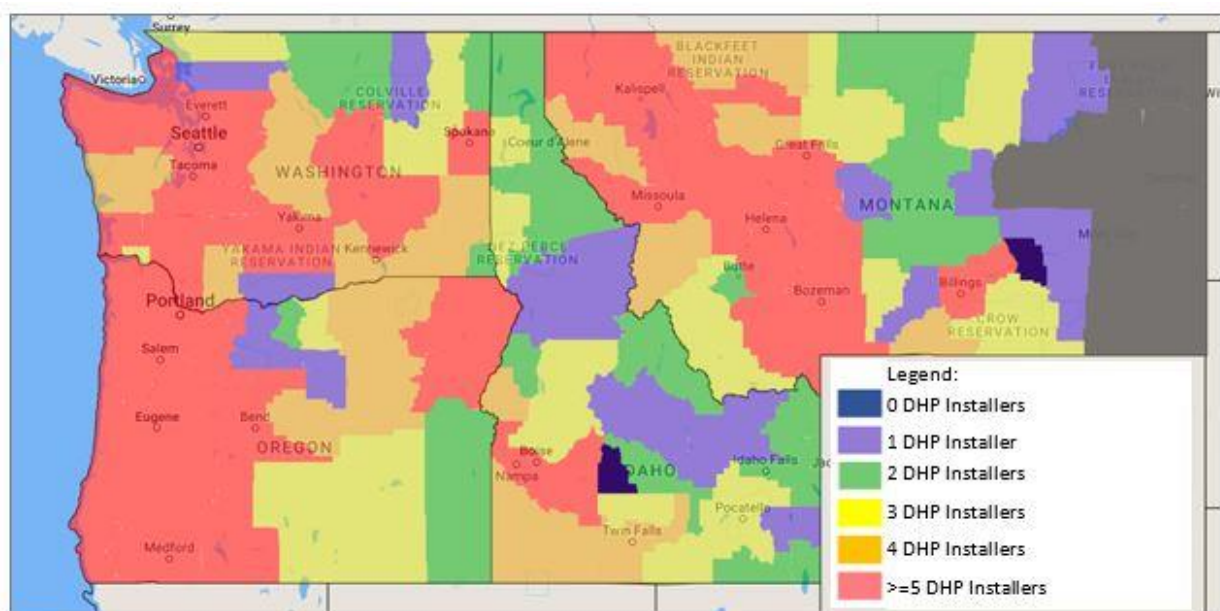 Surrey
Victoria
BLACKFEET
INDIAN
RESERVATION
Kalispell
COLVILLE
RESERVATION
Everett
Seattle
Spokane
Coeur d'Alene
Great Falls
Tacoma
WASHINGTON
Missoula
MONTANA
Yakima
Helena
YAKAMA INDIAN
RESERVATION
Kennewick
NEZ PERCE
RESERVATION
Butte
Billings
Bozeman
Portland
CROW
RESERVATION
Salem
Eugene
Bend
OREGON
Boise
Nampa
IDAHO
Idaho Falls
Pocatello
Twin Falls
Medford
Legend:
0 DHP Installers
1 DHP Installer
2 DHP Installers
3 DHP Installers
4 DHP Installers
>=5 DHP Installers